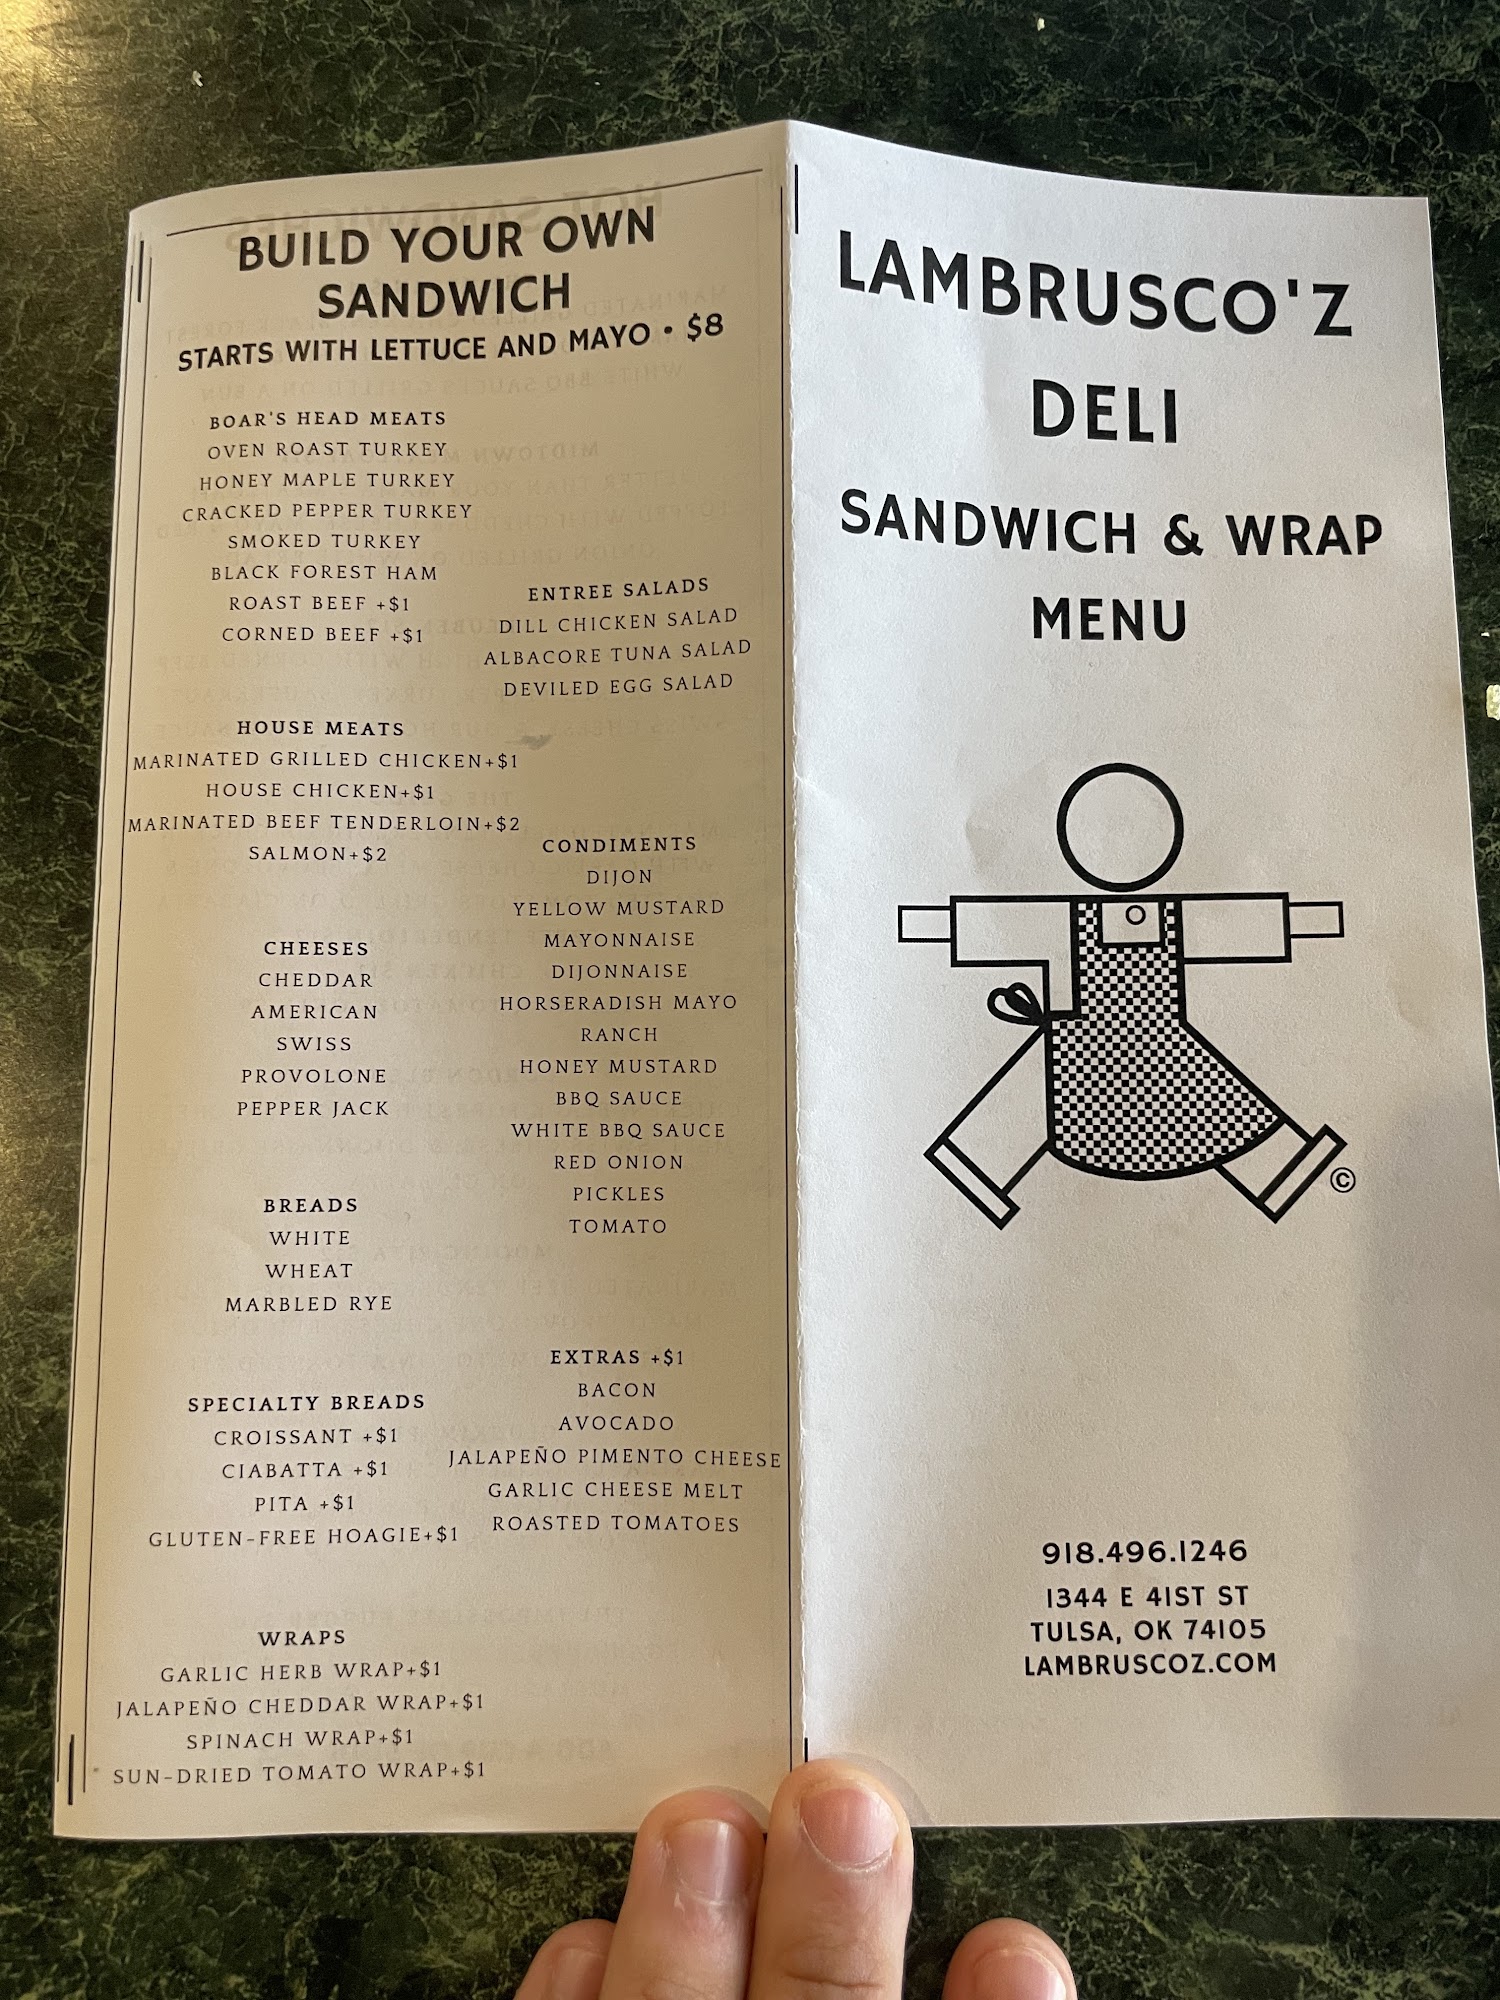 BUILD YOUR OWN
SANDWICH
STARTS WITH LETTUCE AND MAYO • $8
BOAR'S HEAD MEATS
OVEN ROAST TURKEY
HONEY MAPLE TURKEY
CRACKED PEPPER TURKEY
SMOKED TURKEY
BLACK FOREST HAM
ROAST BEEF +$1
CORNED BEEF +$1
HOUSE MEATS
MARINATED GRILLED CHICKEN+$1
HOUSE CHICKEN+$1
MARINATED BEEF TENDERLOIN+$2
SALMON+$2
CHEESES
CHEDDAR
AMERICAN
SWISS
PROVOLONE
PEPPER JACK
BREADS
WHITE
WHEAT
MARBLED RYE
SPECIALTY BREADS
CROISSANT +$1
CIABATTA +$1
PITA +$1
GLUTEN-FREE HOAGIE+$1
WRAPS
GARLIC HERB WRAP+$1
JALAPEÑO CHEDDAR WRAP+$1
SPINACH WRAP+$1
SUN-DRIED TOMATO WRAP+$1
ENTREE SALADS
DILL CHICKEN SALAD
ALBACORE TUNA SALAD
DEVILED EGG SALAD
CONDIMENTS
DIJON
YELLOW MUSTARD
MAYONNAISE
DIJONNAISE
HORSERADISH MAYO
RANCH
HONEY MUSTARD
BBQ SAUCE
WHITE BBQ SAUCE
RED ONION
PICKLES
TOMATO
EXTRAS +$1
BACON
AVOCADO
JALAPEÑO PIMENTO CHEESE
GARLIC CHEESE MELT
ROASTED TOMATOES
LAMBRUSCO'Z
DELI
SANDWICH & WRAP
MENU
©
918.496.1246
1344 E 41ST ST
TULSA, OK 74105
LAMBRUSCOZ.COM